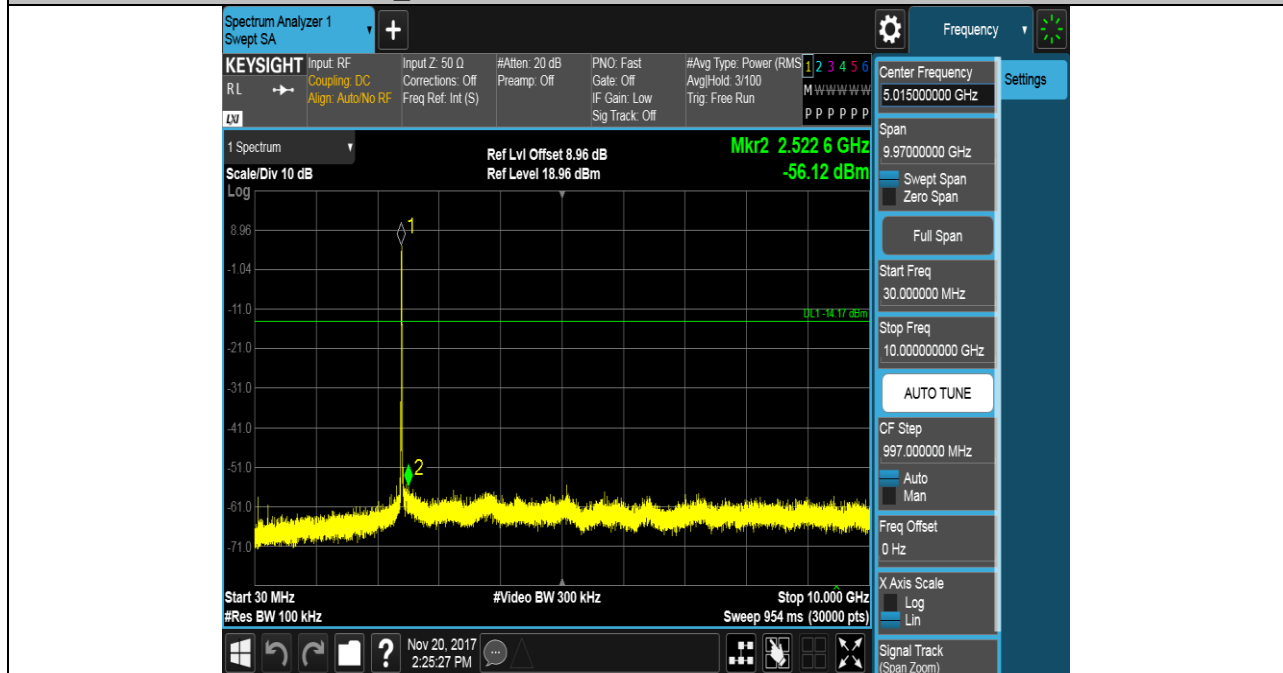 Spectrum Analyzer 1
Swept SA
+
Frequency
KEYSIGHT
RL
LXI
Input: RF
Coupling: DC
Align: Auto/No RF
Input Z: 50 Ω
Corrections: Off
Freq Ref: Int (S)
#Atten: 20 dB
Preamp: Off
PNO: Fast
Gate: Off
IF Gain: Low
Sig Track: Off
#Avg Type: Power (RMS
Avg|Hold: 3/100
Trig: Free Run
1 2 3 4 5 6
M W W W W W
P P P P P P
1 Spectrum
Scale/Div 10 dB
Log
Ref Lvl Offset 8.96 dB
Ref Level 18.96 dBm
Mkr2 2.522 6 GHz
-56.12 dBm
8.96
-1.04
-11.0
-21.0
-31.0
-41.0
-51.0
-61.0
-71.0
1
2
DL1 -14.17 dBm
Start 30 MHz
#Res BW 100 kHz
#Video BW 300 kHz
Stop 10.000 GHz
Sweep 954 ms (30000 pts)
?
Nov 20, 2017
2:25:27 PM
Center Frequency
5.015000000 GHz
Settings
Span
9.97000000 GHz
Swept Span
Zero Span
Full Span
Start Freq
30.000000 MHz
Stop Freq
10.000000000 GHz
AUTO TUNE
CF Step
997.000000 MHz
Auto
Man
Freq Offset
0 Hz
X Axis Scale
Log
Lin
Signal Track
(Span Zoom)